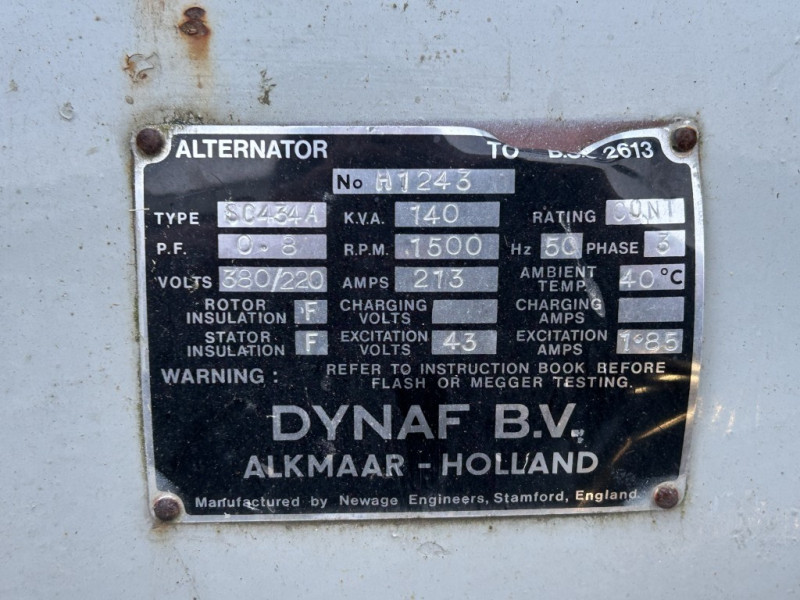 ALTERNATOR TO B.S. 2613
No H1243
TYPE SC434A K.V.A. 140 RATING CONT
P.F. 0.8 R.P.M. 1500 Hz 50 PHASE 3
VOLTS 380/220 AMPS 213 AMBIENT TEMP. 40°C
ROTOR INSULATION F CHARGING VOLTS CHARGING AMPS
STATOR INSULATION F EXCITATION VOLTS 43 EXCITATION AMPS 1.85
WARNING: REFER TO INSTRUCTION BOOK BEFORE
FLASH OR MEGGER TESTING.
DYNAF B.V.
ALKMAAR - HOLLAND
Manufactured by Newage Engineers, Stamford, England